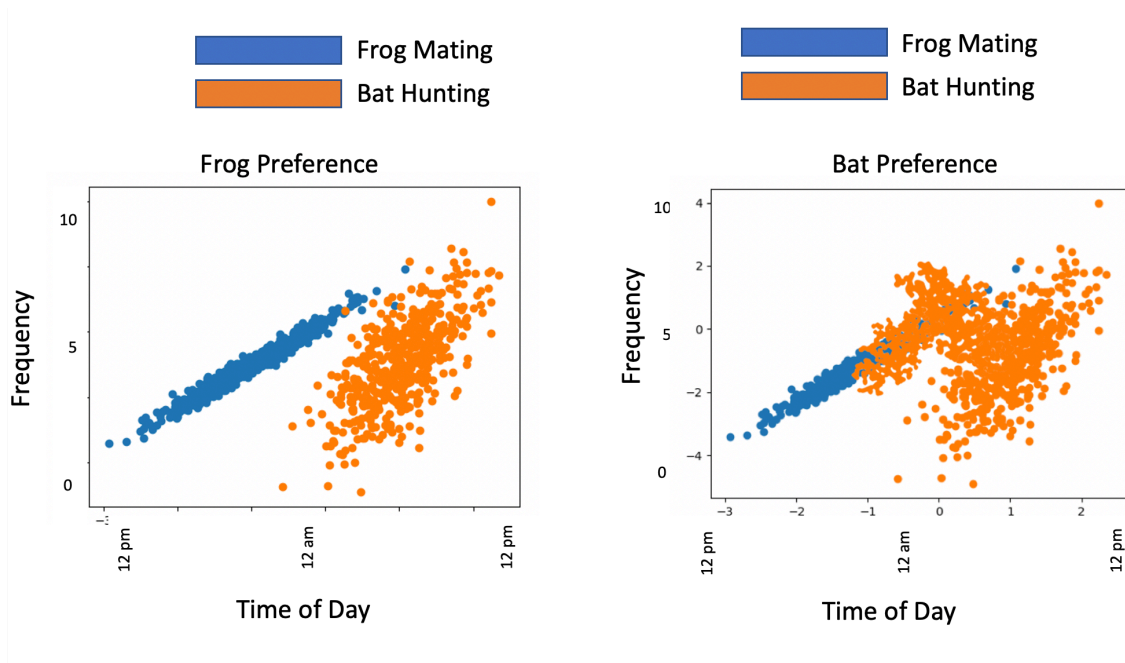 Frog Mating
Bat Hunting
Frog Preference
10
5
0
Frequency
12 pm
12 am
12 pm
Time of Day
Frog Mating
Bat Hunting
Bat Preference
10
5
0
Frequency
4
2
0
−2
−4
−3
−2
−1
0
1
2
12 pm
12 am
12 pm
Time of Day